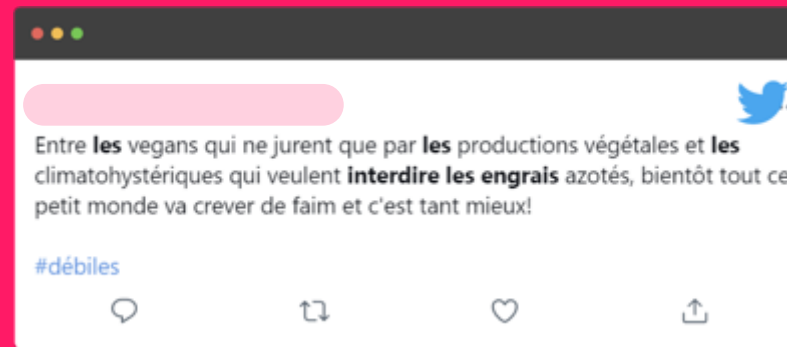 Entre les vegans qui ne jurent que par les productions végétales et les
climatohystériques qui veulent interdire les engrais azotés, bientôt tout ce
petit monde va crever de faim et c'est tant mieux!
#débiles